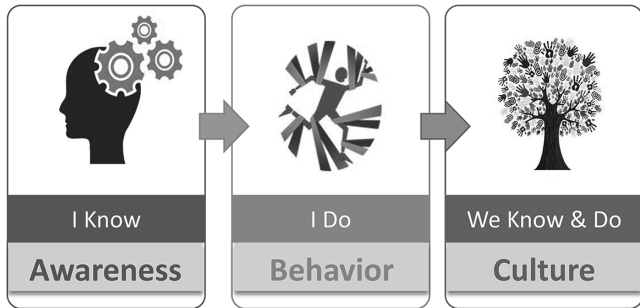 I Know
Awareness
I Do
Behavior
We Know & Do
Culture